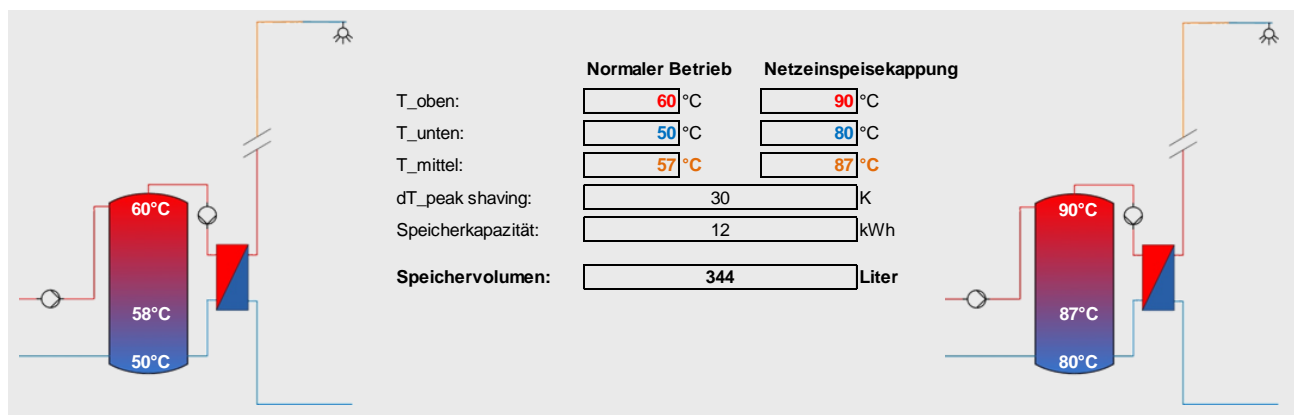 Normaler Betrieb Netzeinspeisekappung
T_oben: 60 °C 90 °C
T_unten: 50 °C 80 °C
T_mittel: 57 °C 87 °C
dT_peak shaving: 30 K
Speicherkapazität: 12 kWh
Speichervolumen: 344 Liter
60°C
58°C
50°C
90°C
87°C
80°C